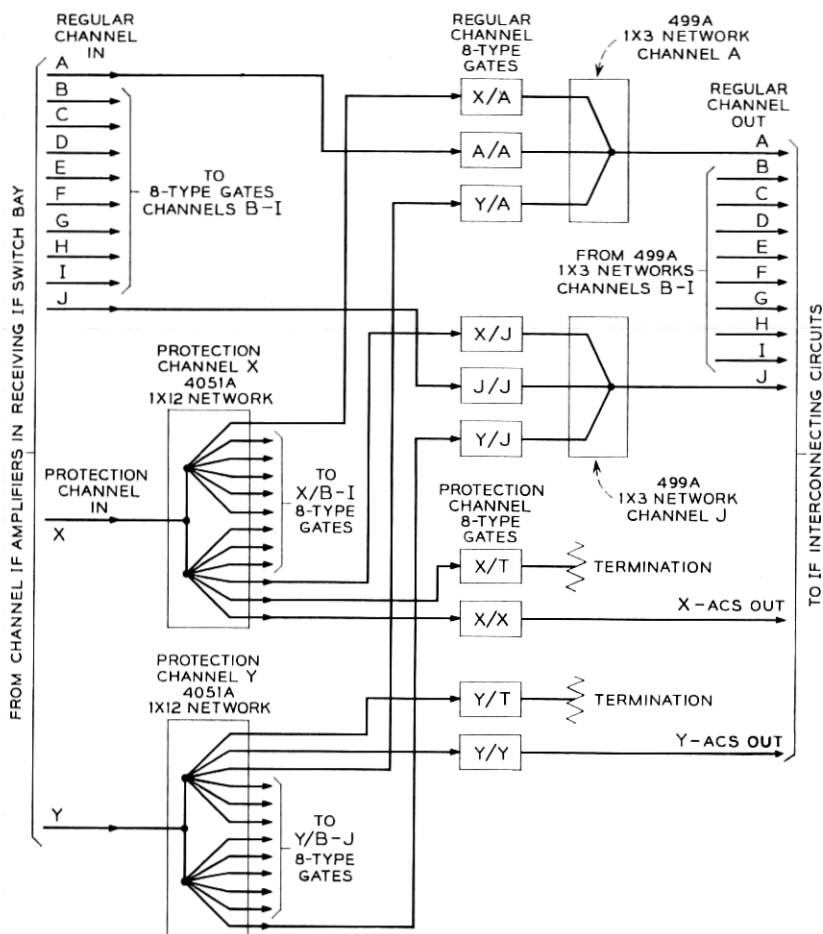 REGULAR
CHANNEL
IN
A
B
C
D
E
F
G
H
I
J
TO
8-TYPE GATES
CHANNELS B-I
REGULAR
CHANNEL
8-TYPE
GATES
X/A
A/A
Y/A
499A
1X3 NETWORK
CHANNEL A
REGULAR
CHANNEL
OUT
A
B
C
D
E
F
G
H
I
J
FROM 499A
1X3 NETWORKS
CHANNELS B-I
X/J
J/J
Y/J
499A
1X3 NETWORK
CHANNEL J
PROTECTION
CHANNEL X
4051A
1X12 NETWORK
PROTECTION
CHANNEL
IN
X
TO
X/B-I
8-TYPE
GATES
PROTECTION
CHANNEL
8-TYPE
GATES
X/T
TERMINATION
X/X
X-ACS OUT
PROTECTION
CHANNEL Y
4051A
1X12 NETWORK
Y/T
TERMINATION
Y/Y
Y-ACS OUT
Y
TO
Y/B-J
8-TYPE
GATES
FROM CHANNEL IF AMPLIFIERS IN RECEIVING IF SWITCH BAY
TO IF INTERCONNECTING CIRCUITS